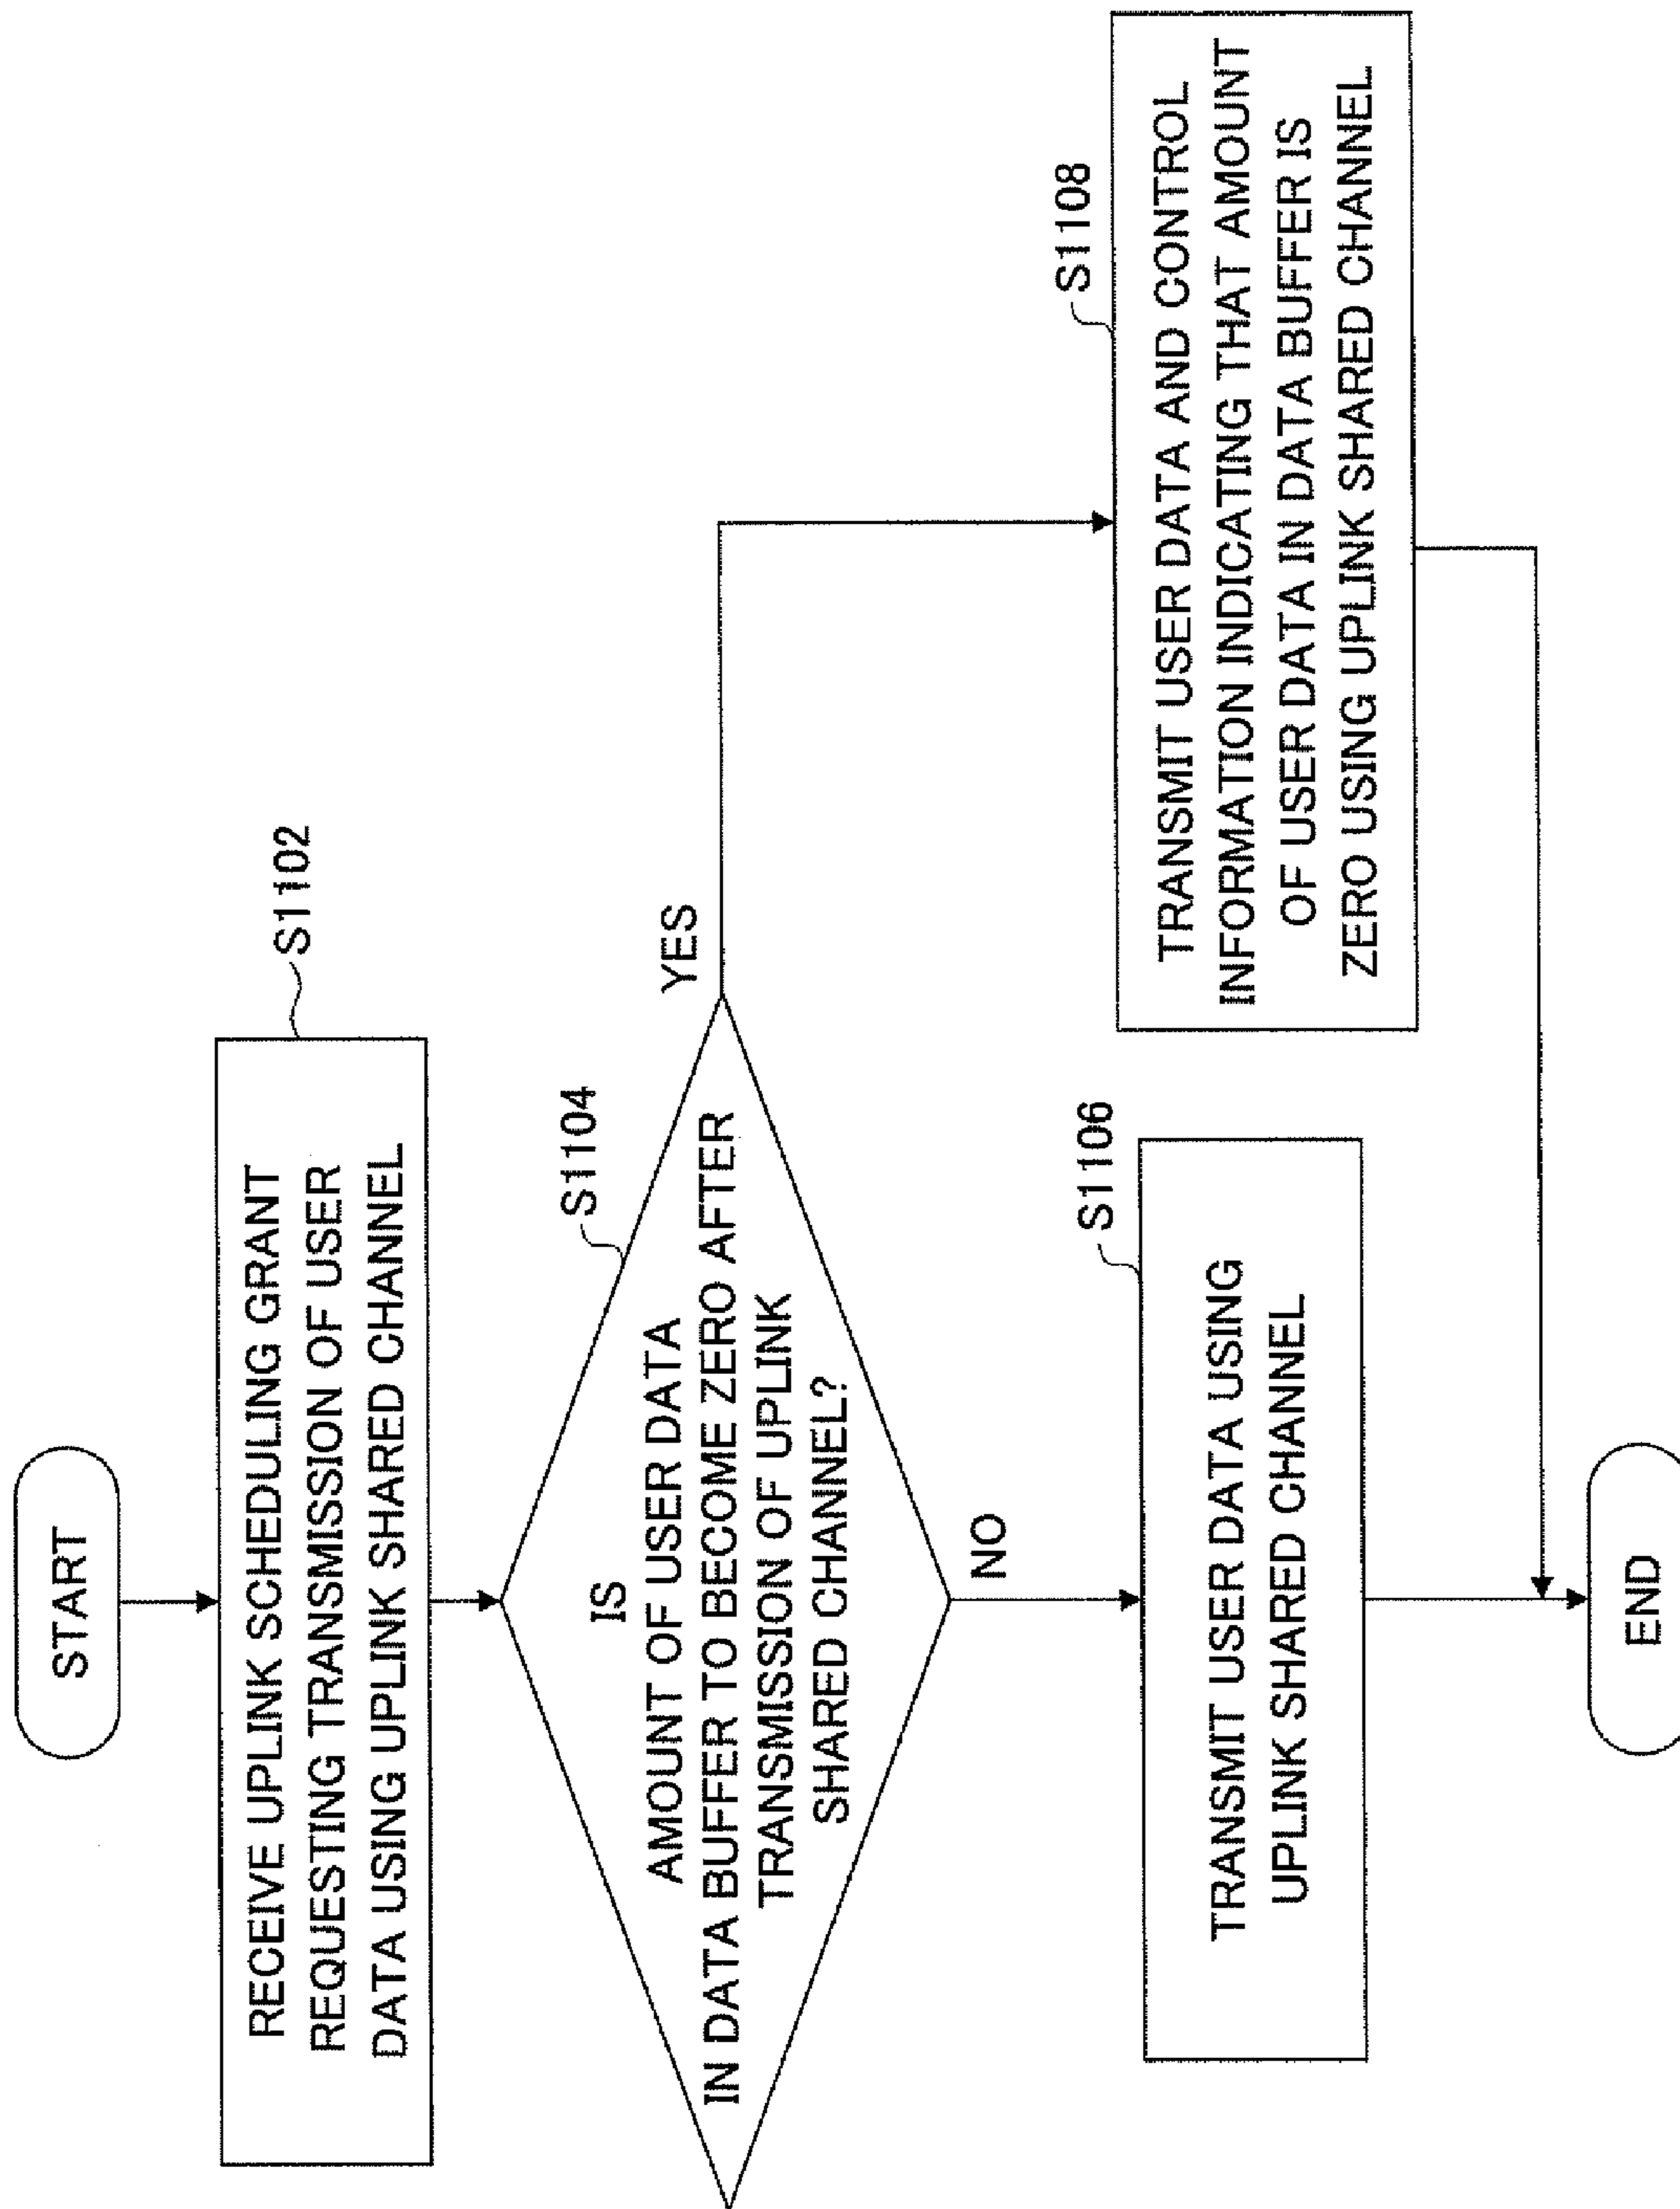 START
RECEIVE UPLINK SCHEDULING GRANT
REQUESTING TRANSMISSION OF USER
DATA USING UPLINK SHARED CHANNEL
S1102
IS
AMOUNT OF USER DATA
IN DATA BUFFER TO BECOME ZERO AFTER
TRANSMISSION OF UPLINK
SHARED CHANNEL?
S1104
YES
NO
TRANSMIT USER DATA USING
UPLINK SHARED CHANNEL
S1106
TRANSMIT USER DATA AND CONTROL
INFORMATION INDICATING THAT AMOUNT
OF USER DATA IN DATA BUFFER IS
ZERO USING UPLINK SHARED CHANNEL
S1108
END